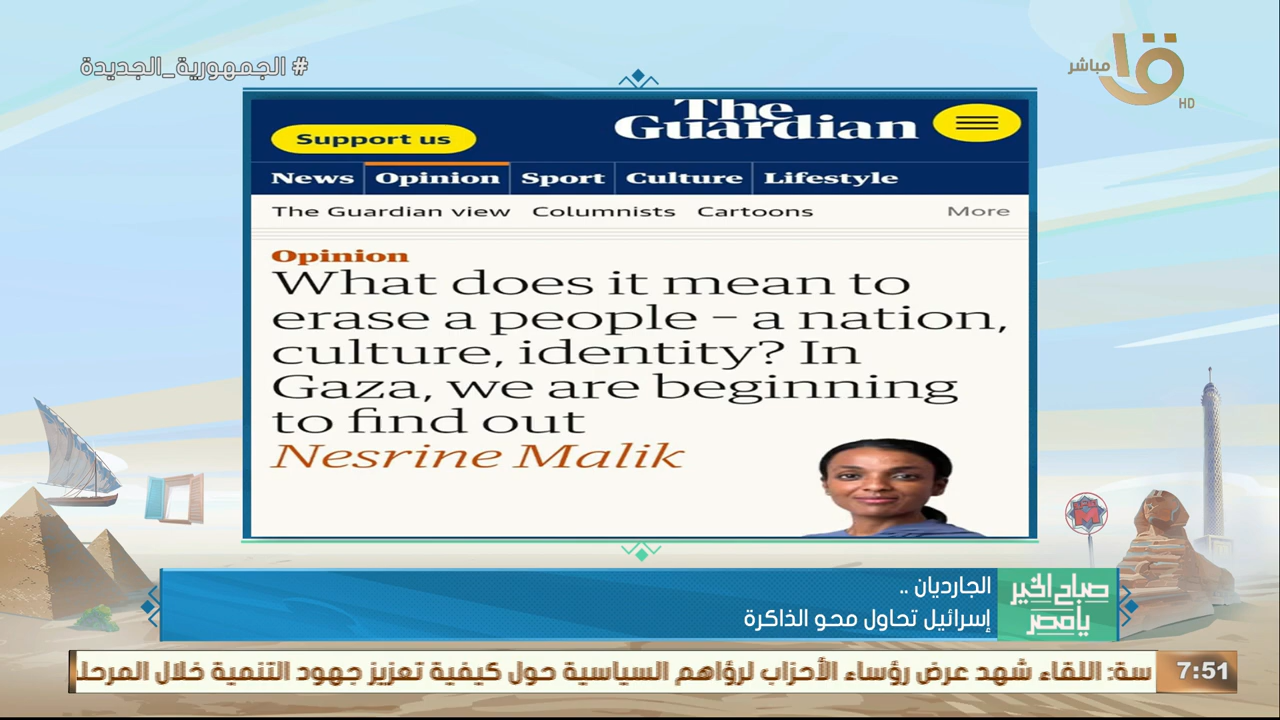 # الجمهورية_الجديدة
مباشر
HD
Support us
The
Guardian
News Opinion Sport Culture Lifestyle
The Guardian view Columnists Cartoons More
Opinion
What does it mean to
erase a people – a nation,
culture, identity? In
Gaza, we are beginning
to find out
Nesrine Malik
M
صباح الخير
يا مصر
الجارديان ..
إسرائيل تحاول محو الذاكرة
سة: اللقاء شهد عرض رؤساء الأحزاب لرؤاهم السياسية حول كيفية تعزيز جهود التنمية خلال المرحلـ
7:51